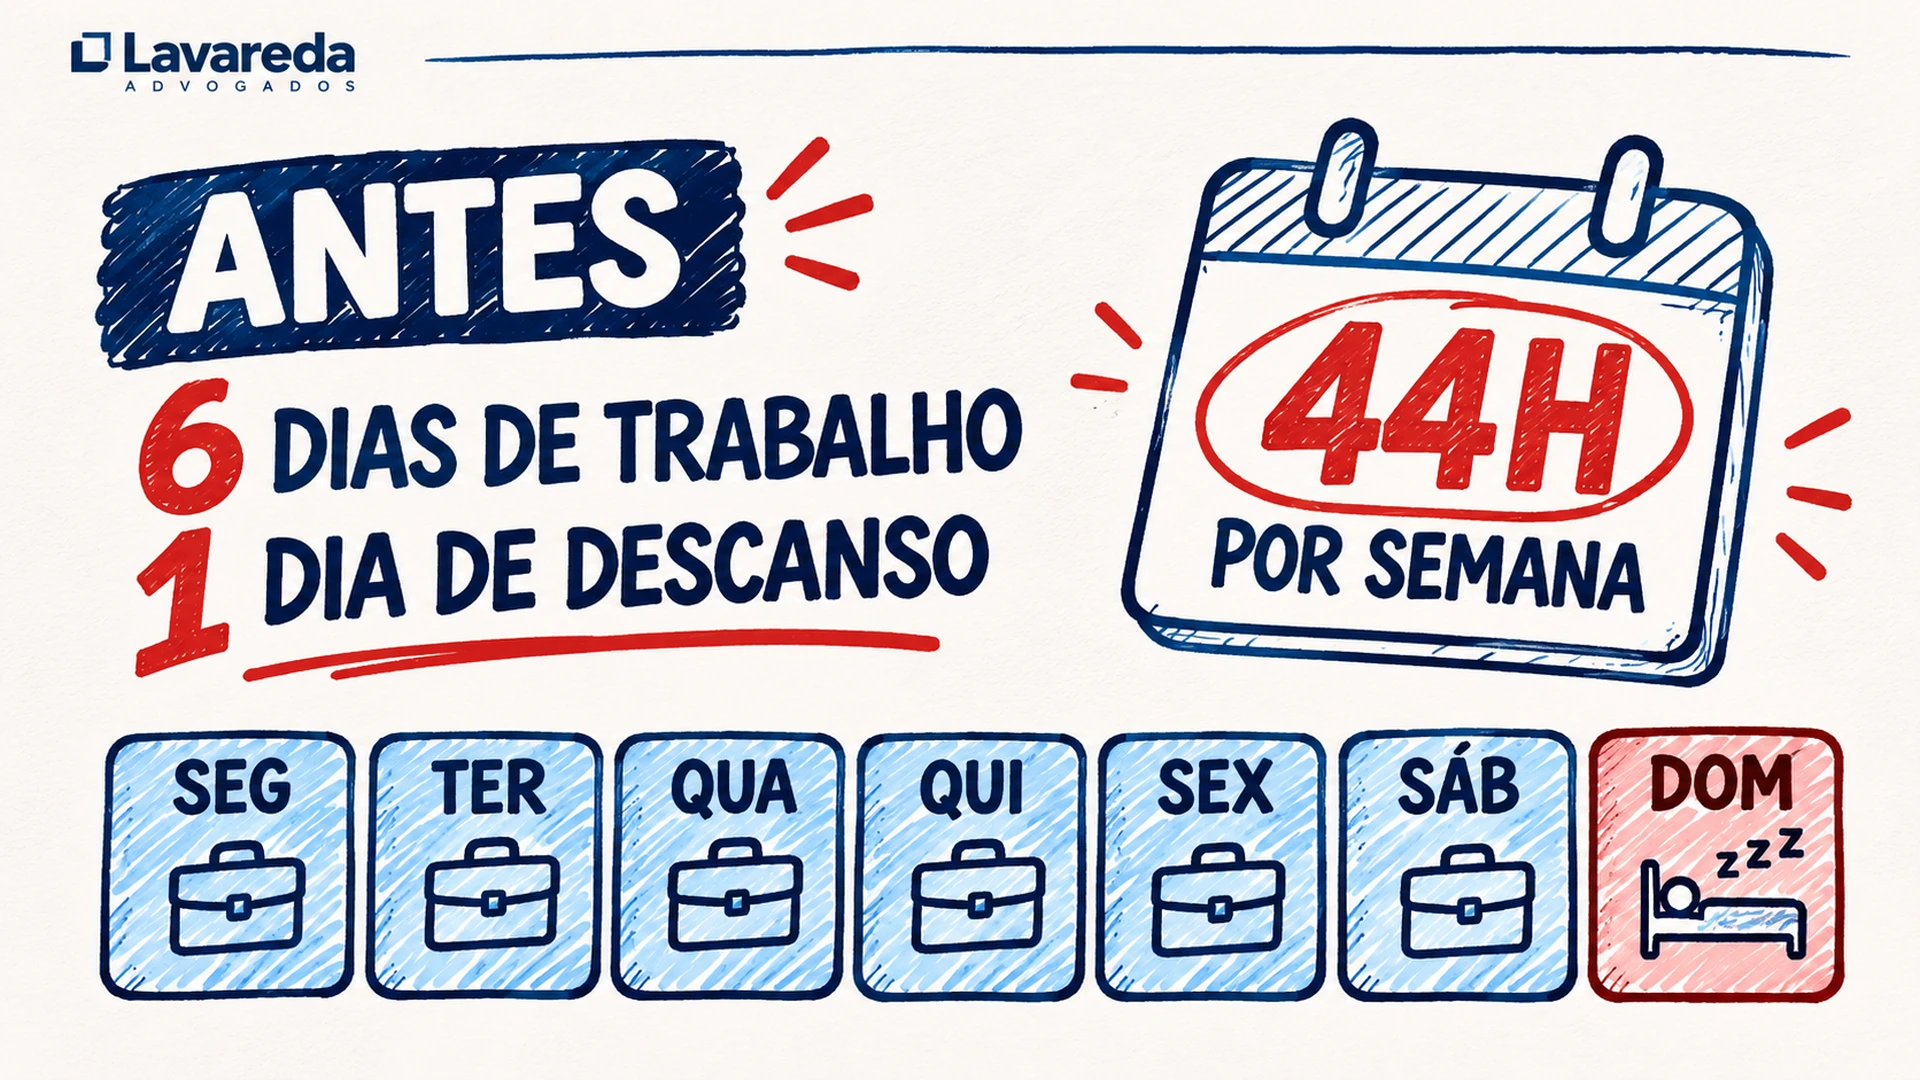 Lavareda
ADVOGADOS
ANTES
6 DIAS DE TRABALHO
1 DIA DE DESCANSO
44H
POR SEMANA
SEG TER QUA QUI SEX SÁB DOM
z z z